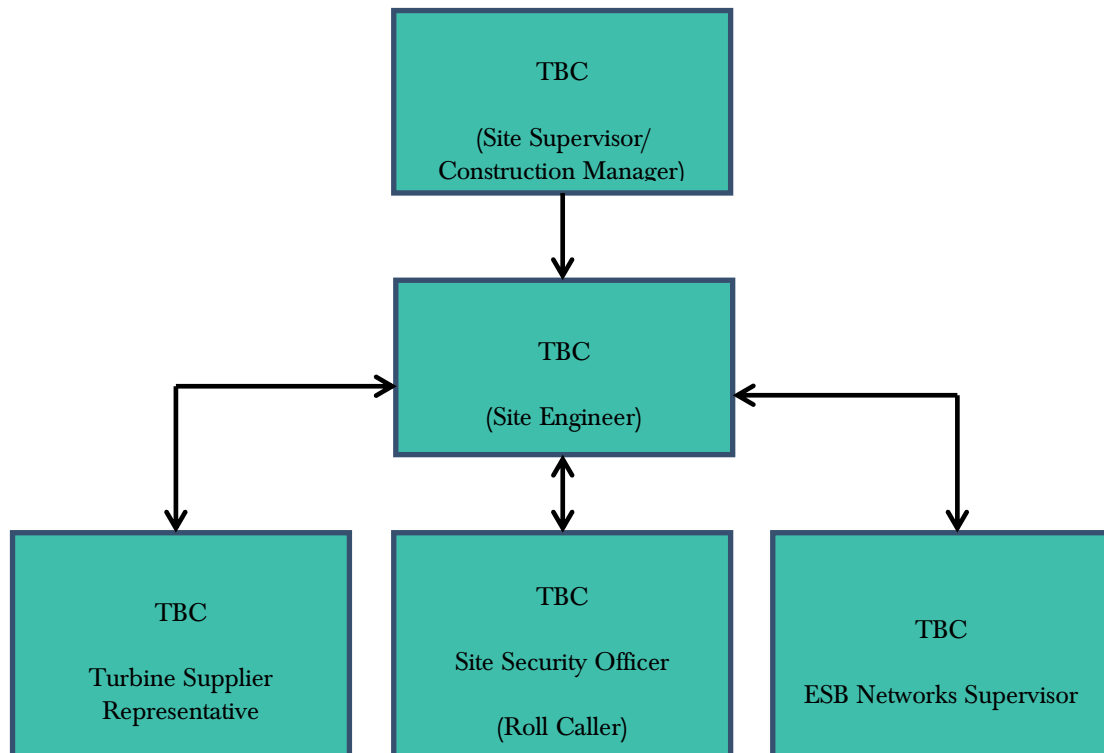 TBC
(Site Supervisor/
Construction Manager)
TBC
(Site Engineer)
TBC
Turbine Supplier
Representative
TBC
Site Security Officer
(Roll Caller)
TBC
ESB Networks Supervisor